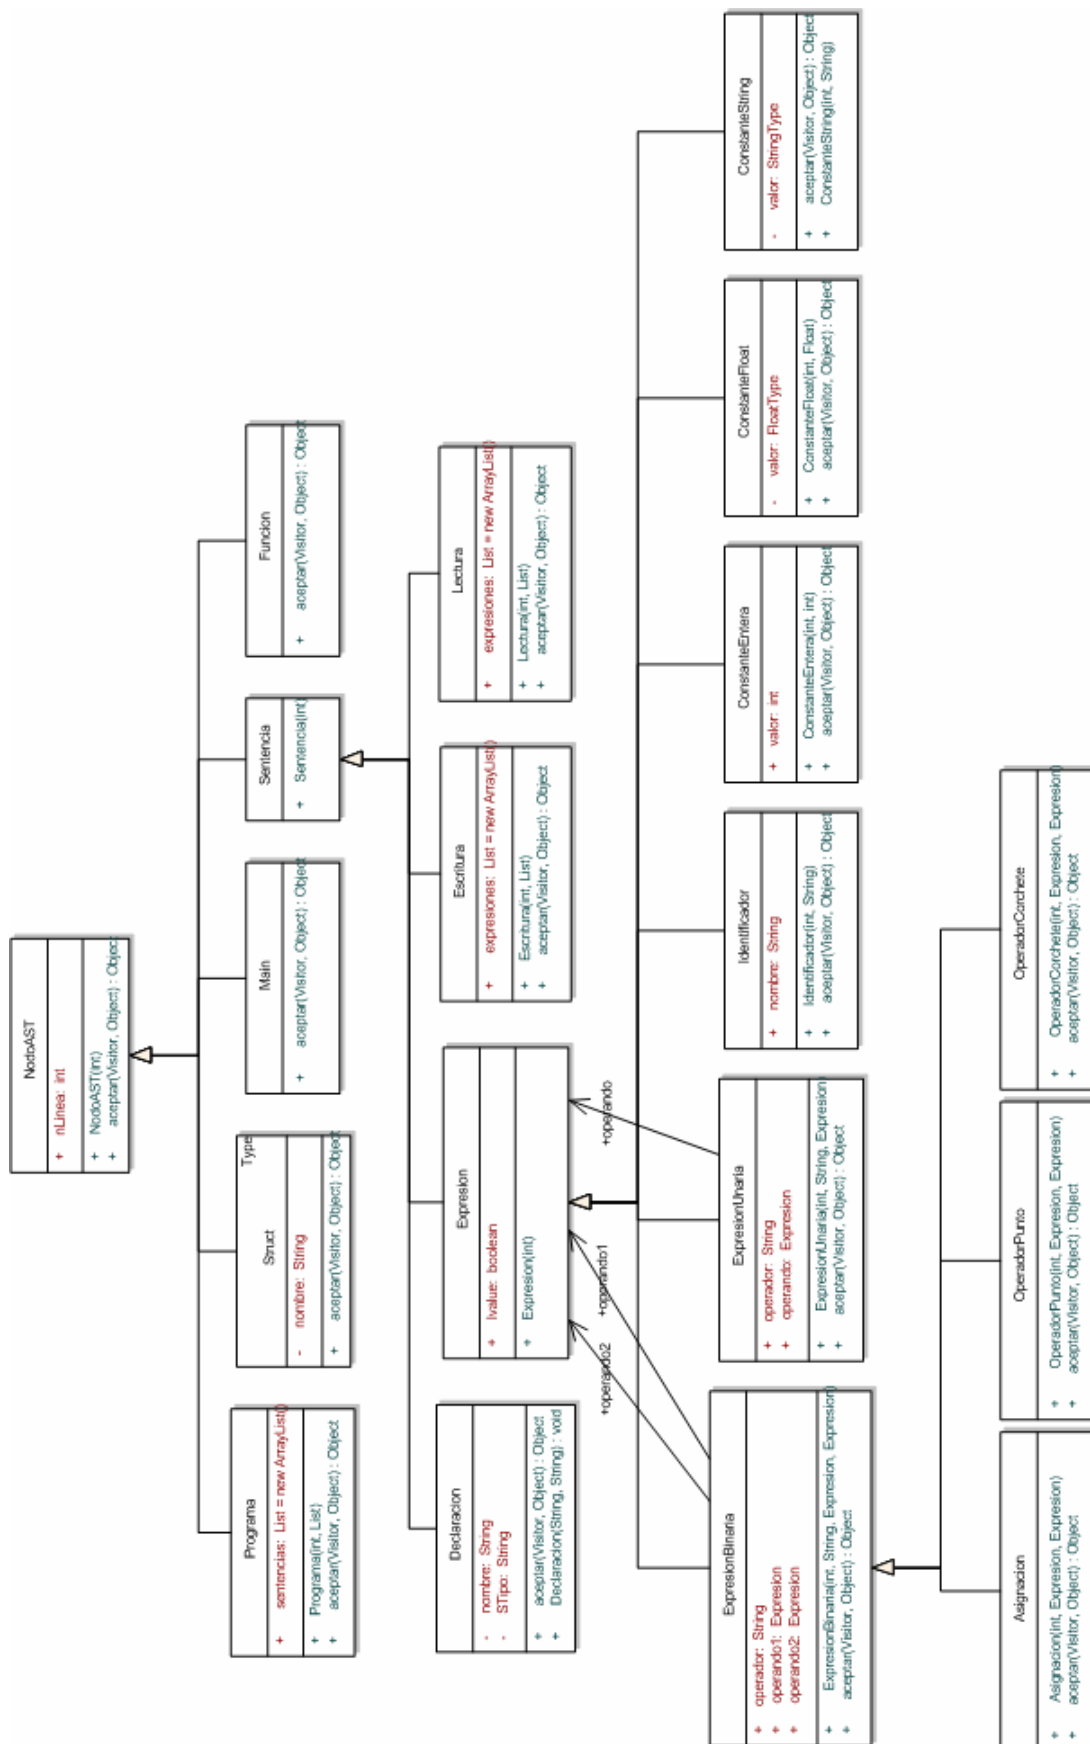 NodoAST
+ nLinea: int
+ NodoAST(int)
+ aceptar(Visitor, Object) : Object
Programa
+ sentencias: List = new ArrayList()
+ Programa(int, List)
+ aceptar(Visitor, Object) : Object
Type
Struct
- nombre: String
+ aceptar(Visitor, Object) : Object
Main
+ aceptar(Visitor, Object) : Object
Sentencia
+ Sentencia(int)
Funcion
+ aceptar(Visitor, Object) : Object
Declaracion
- nombre: String
- STipo: String
+ aceptar(Visitor, Object) : Object
+ Declaracion(String, String) : void
Expresion
+ lvalue: boolean
+ Expresion(int)
Escritura
+ expresiones: List = new ArrayList()
+ Escritura(int, List)
+ aceptar(Visitor, Object) : Object
Lectura
+ expresiones: List = new ArrayList()
+ Lectura(int, List)
+ aceptar(Visitor, Object) : Object
+operando2
+operando1
+operando
ExpresionBinaria
+ operador: String
+ operando1: Expresion
+ operando2: Expresion
+ ExpresionBinaria(int, String, Expresion, Expresion)
+ aceptar(Visitor, Object) : Object
ExpresionUnaria
+ operador: String
+ operando: Expresion
+ ExpresionUnaria(int, String, Expresion)
+ aceptar(Visitor, Object) : Object
Identificador
+ nombre: String
+ Identificador(int, String)
+ aceptar(Visitor, Object) : Object
ConstanteEntera
+ valor: int
+ ConstanteEntera(int, int)
+ aceptar(Visitor, Object) : Object
ConstanteFloat
- valor: FloatType
+ ConstanteFloat(int, Float)
+ aceptar(Visitor, Object) : Object
ConstanteString
- valor: StringType
+ aceptar(Visitor, Object) : Object
+ ConstanteString(int, String)
Asignacion
+ Asignacion(int, Expresion, Expresion)
+ aceptar(Visitor, Object) : Object
OperadorPunto
+ OperadorPunto(int, Expresion, Expresion)
+ aceptar(Visitor, Object) : Object
OperadorCorchete
+ OperadorCorchete(int, Expresion, Expresion)
+ aceptar(Visitor, Object) : Object